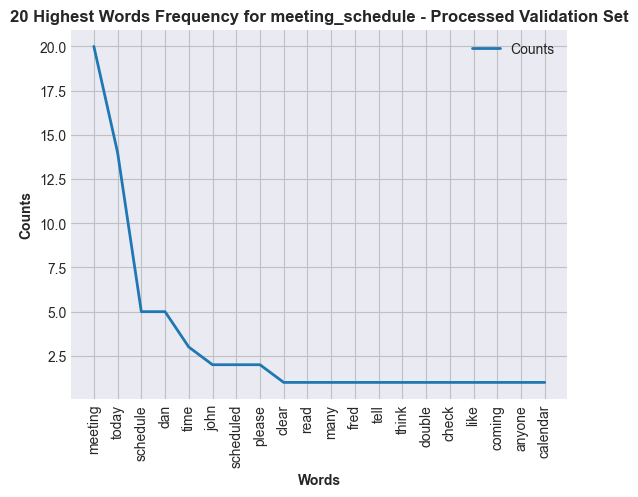 20 Highest Words Frequency for meeting_schedule - Processed Validation Set
Counts
20.0
17.5
15.0
12.5
10.0
7.5
5.0
2.5
Counts
meeting
today
schedule
dan
time
john
scheduled
please
clear
read
many
fred
tell
think
double
check
like
coming
anyone
calendar
Words